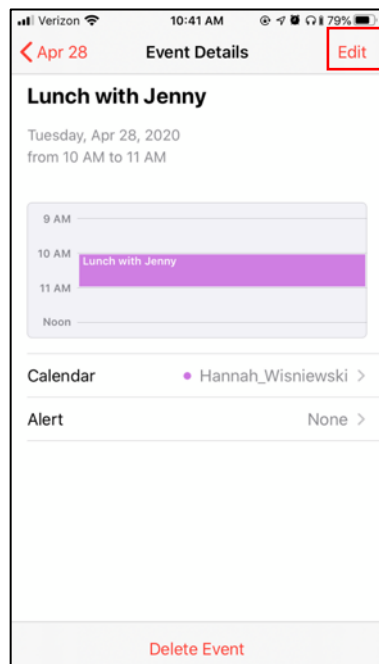 Verizon 10:41 AM 79%
Apr 28 Event Details Edit
Lunch with Jenny
Tuesday, Apr 28, 2020
from 10 AM to 11 AM
9 AM
10 AM
Lunch with Jenny
11 AM
Noon
Calendar Hannah_Wisniewski
Alert None
Delete Event